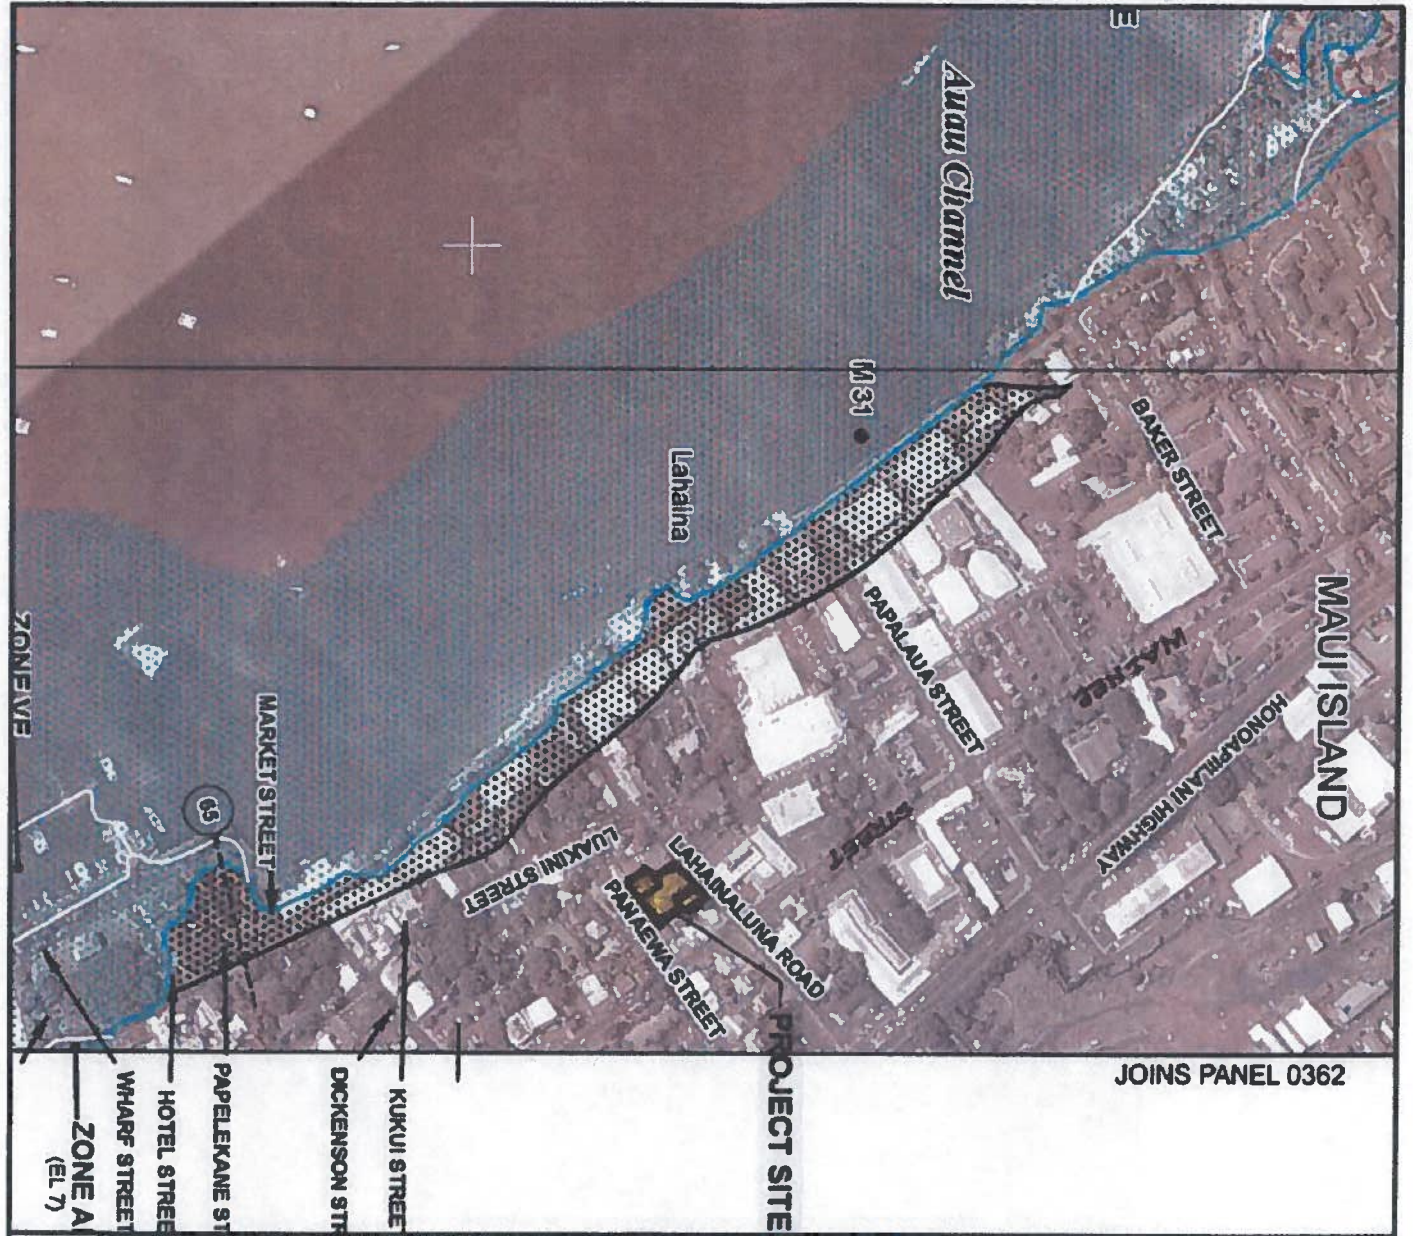 E
Auau Channel
MAUI ISLAND
BAKER STREET
M 31
Lahaina
PAPALAUA STREET
WAINEE
STREET
HONOAPIILANI HIGHWAY
LUAKINI STREET
LAHAINALUNA ROAD
PANAEWA STREET
PROJECT SITE
ZONE VE
MARKET STREET
65
JOINS PANEL 0362
KUKUI STREE
DICKENSON STR
PAPELEKANE ST
HOTEL STREE
WHARF STREET
ZONE A
(EL 7)